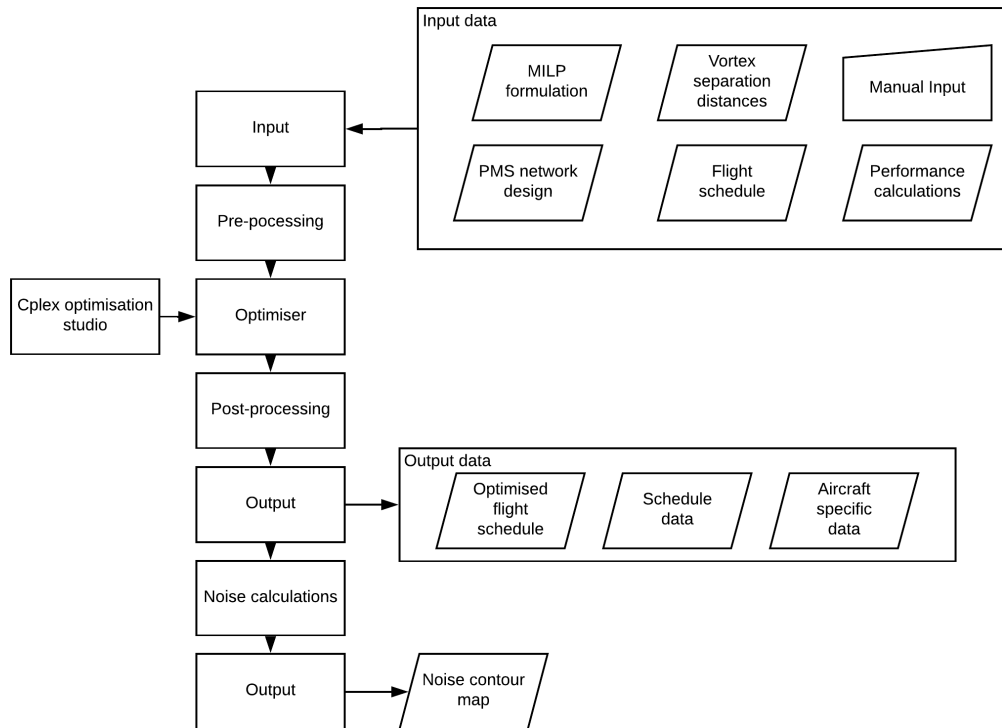 Input data
MILP
formulation
Vortex
separation
distances
Manual Input
Input
PMS network
design
Flight
schedule
Performance
calculations
Pre-pocessing
Cplex optimisation
studio
Optimiser
Post-processing
Output data
Optimised
flight
schedule
Schedule
data
Aircraft
specific
data
Output
Noise calculations
Output
Noise contour
map